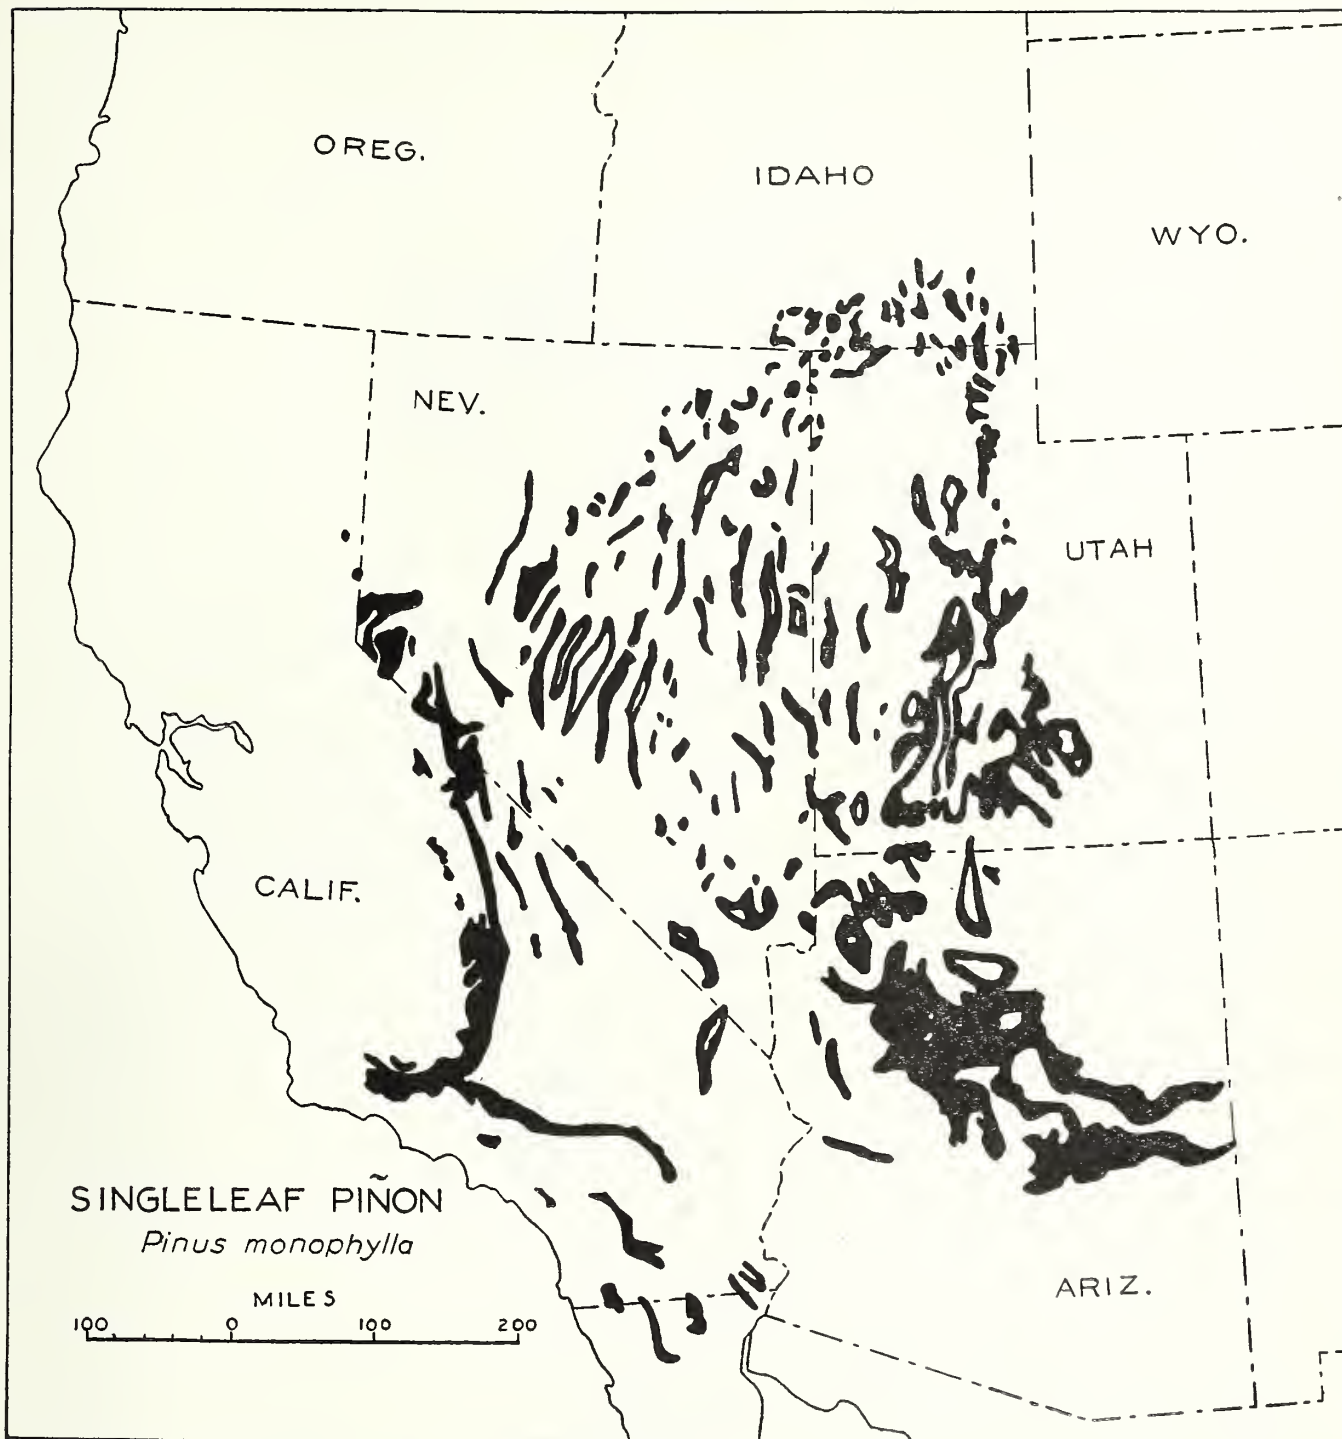 OREG.
IDAHO
WYO.
NEV.
UTAH
CALIF.
SINGLELEAF PIÑON
Pinus monophylla
MILES
100 0 100 200
ARIZ.